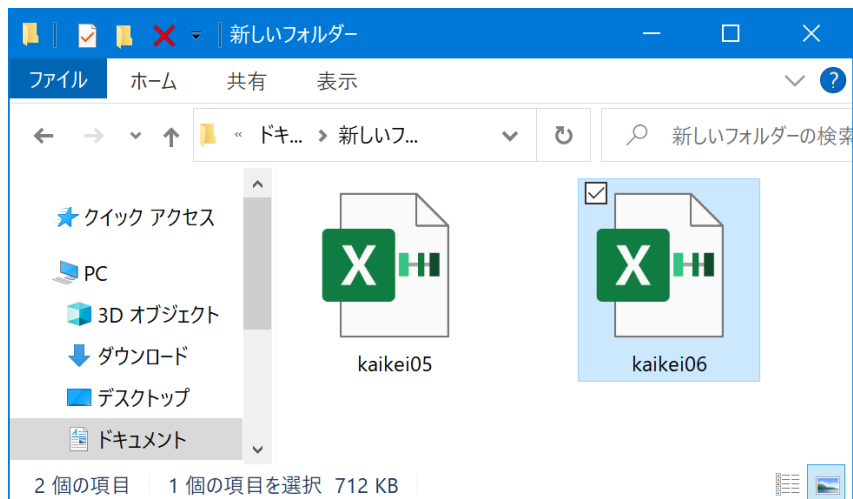 新しいフォルダー
ファイル ホーム 共有 表示
« ドキ... › 新しいフ... 新しいフォルダーの検索
クイック アクセス
PC
3D オブジェクト
ダウンロード
デスクトップ
ドキュメント
X kaikei05
X kaikei06
2 個の項目 1 個の項目を選択 712 KB